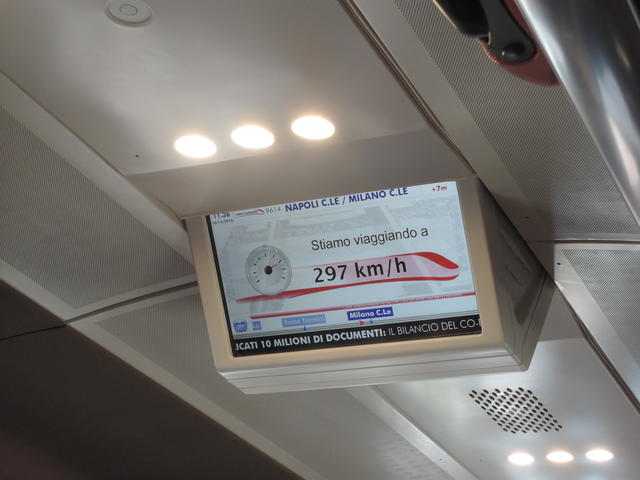 11:36 9614 NAPOLI C.LE / MILANO C.LE +7m
Stiamo viaggiando a
297 km/h
Roma Termini Milano C.Le
ICATI 10 MILIONI DI DOCUMENTI: IL BILANCIO DEL CO